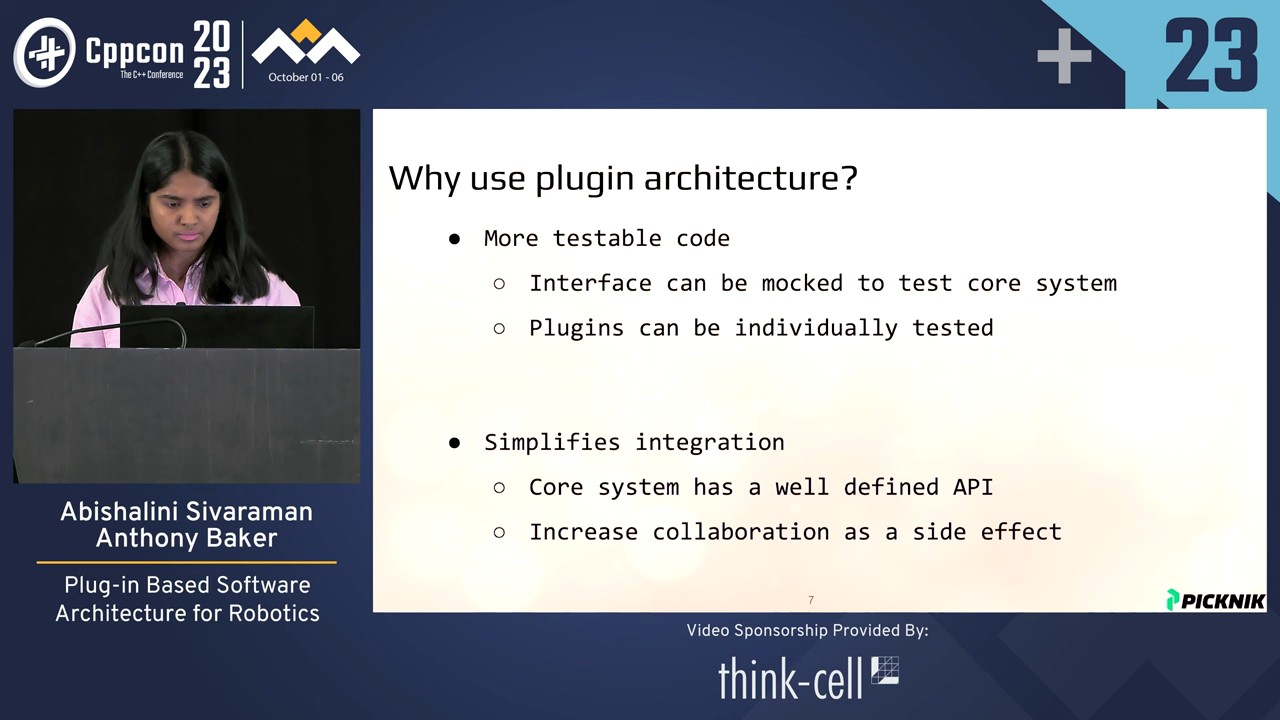 Cppcon
The C++ Conference
20
23
October 01 - 06
23
Why use plugin architecture?
● More testable code
○ Interface can be mocked to test core system
○ Plugins can be individually tested
● Simplifies integration
○ Core system has a well defined API
○ Increase collaboration as a side effect
7
PICKNIK
Abishalini Sivaraman
Anthony Baker
Plug-in Based Software
Architecture for Robotics
Video Sponsorship Provided By:
think-cell